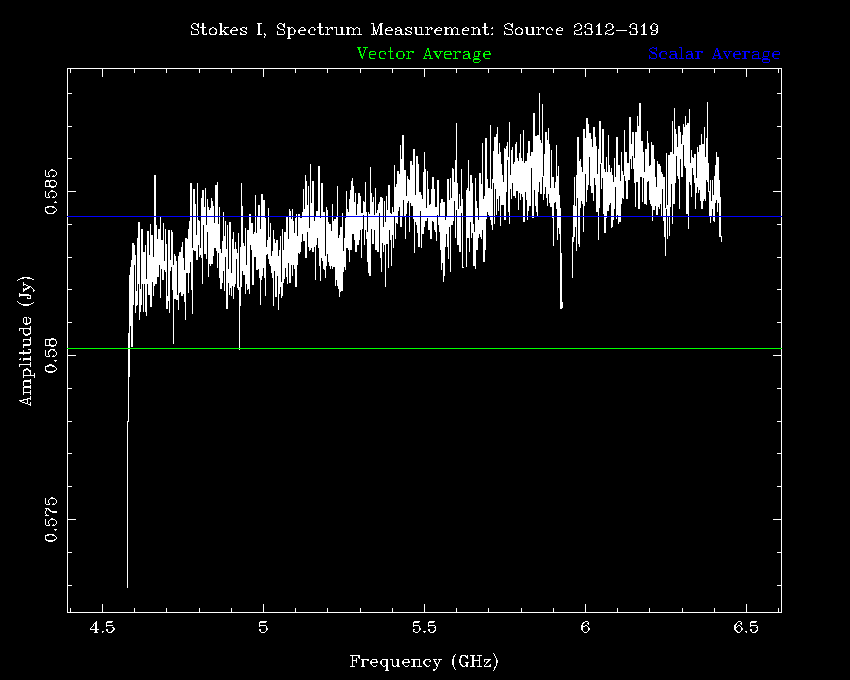 Stokes I, Spectrum Measurement: Source 2312−319
Vector Average
Scalar Average
0.585
0.58
0.575
Amplitude (Jy)
4.5
5
5.5
6
6.5
Frequency (GHz)